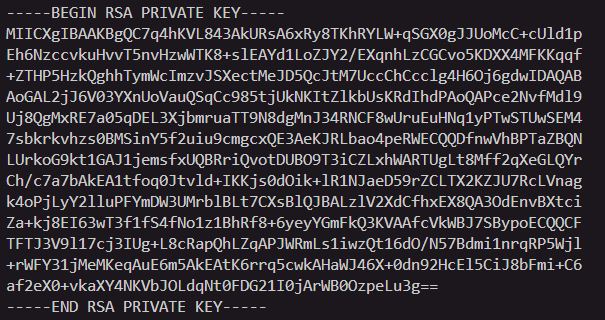 -----BEGIN RSA PRIVATE KEY-----
MIICXgIBAAKBgQC7q4hKVL843AkURsA6xRy8TKhRYLW+qSGX0gJJUoMcC+cUld1p
Eh6NzccvkuHvvT5nvHzwWTK8+slEAYd1LoZJY2/EXqnhLzCGCvo5KDXX4MFKKqqf
+ZTHP5HzkQghhTymWcImzvJSXectMeJD5QcJtM7UccChCcclg4H6Oj6gdwIDAQAB
AoGAL2jJ6V03YXnUoVauQSqCc985tjUkNKItZlkbUsKRdIhdPAoQAPce2NvfMdl9
Uj8QgMxRE7a05qDEL3XjbmruaTT9N8dgMnJ34RNCF8wUruEuHNq1yPTwSTUwSEM4
7sbkrkvhzs0BMSinY5f2uiu9cmgcxQE3AeKJRLbao4peRWECQQDfnwVhBPTaZBQN
LUrkoG9kt1GAJ1jemsfxUQBRriQvotDUBO9T3iCZLxhWARTUgLt8Mff2qXeGLQYr
Ch/c7a7bAkEA1tfoq0Jtvld+IKKjs0dOik+lR1NJaeD59rZCLTX2KZJU7RcLVnag
k4oPjLyY2lluPFYmDW3UMrblBLt7CXsBlQJBALzlV2XdCfhxEX8QA3OdEnvBXtci
Za+kj8EI63wT3f1fS4fNo1z1BhRf8+6yeyYGmFkQ3KVAAfcVkWBJ7SBypoECQQCF
TFTJ3V9l17cj3IUg+L8cRapQhLZqAPJWRmLs1iwzQt16dO/N57Bdmi1nrqRP5Wjl
+rWFY31jMeMKeqAuE6m5AkEAtK6rrq5cwkAHaWJ46X+0dn92HcEl5CiJ8bFmi+C6
af2eX0+vkaXY4NKVbJOLdqNt0FDG21I0jArWB0OzpeLu3g==
-----END RSA PRIVATE KEY-----